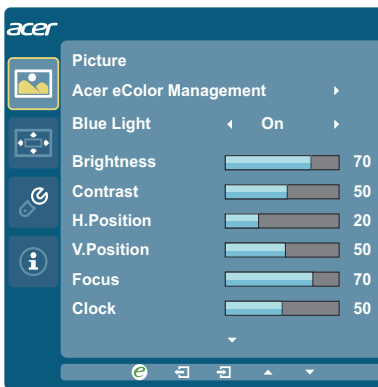 acer
Picture
Acer eColor Management
Blue Light On
Brightness 70
Contrast 50
H.Position 20
V.Position 50
Focus 70
Clock 50
e